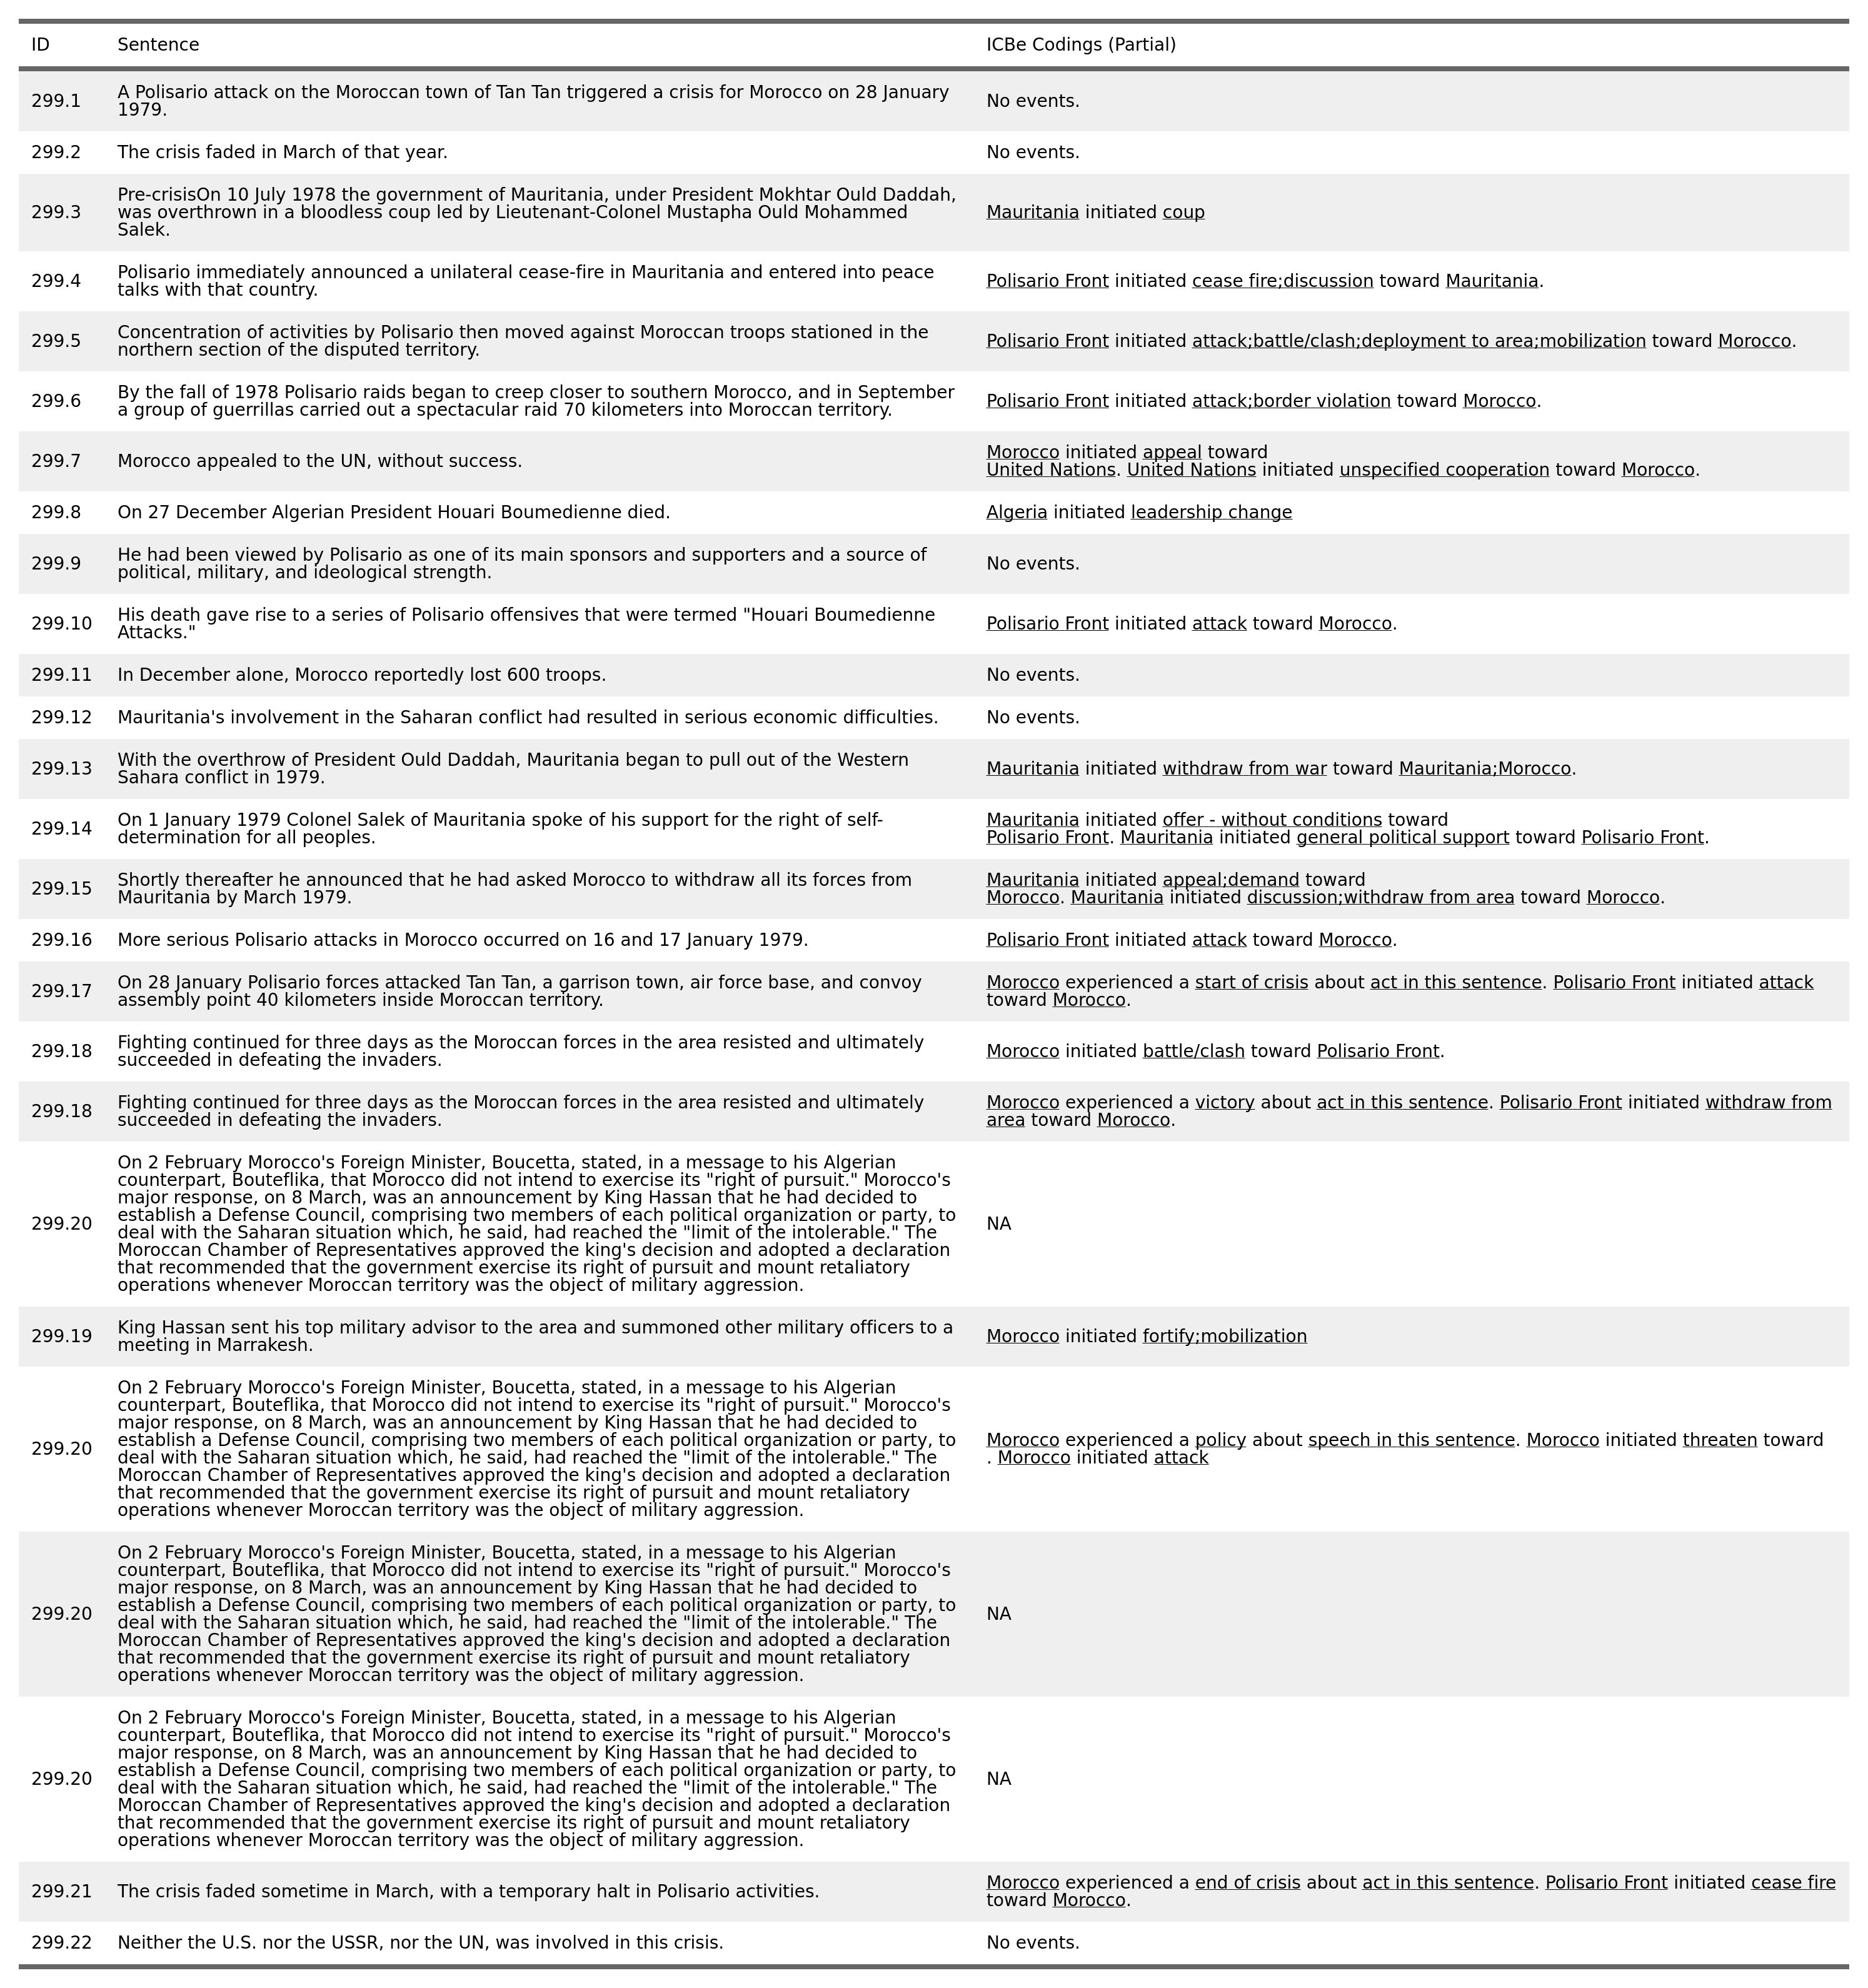 ID Sentence ICBe Codings (Partial)
299.1 A Polisario attack on the Moroccan town of Tan Tan triggered a crisis for Morocco on 28 January
1979. No events.
299.2 The crisis faded in March of that year. No events.
299.3 Pre-crisisOn 10 July 1978 the government of Mauritania, under President Mokhtar Ould Daddah,
was overthrown in a bloodless coup led by Lieutenant-Colonel Mustapha Ould Mohammed
Salek. Mauritania initiated coup
299.4 Polisario immediately announced a unilateral cease-fire in Mauritania and entered into peace
talks with that country. Polisario Front initiated cease fire;discussion toward Mauritania.
299.5 Concentration of activities by Polisario then moved against Moroccan troops stationed in the
northern section of the disputed territory. Polisario Front initiated attack;battle/clash;deployment to area;mobilization toward Morocco.
299.6 By the fall of 1978 Polisario raids began to creep closer to southern Morocco, and in September
a group of guerrillas carried out a spectacular raid 70 kilometers into Moroccan territory. Polisario Front initiated attack;border violation toward Morocco.
299.7 Morocco appealed to the UN, without success. Morocco initiated appeal toward
United Nations. United Nations initiated unspecified cooperation toward Morocco.
299.8 On 27 December Algerian President Houari Boumedienne died. Algeria initiated leadership change
299.9 He had been viewed by Polisario as one of its main sponsors and supporters and a source of
political, military, and ideological strength. No events.
299.10 His death gave rise to a series of Polisario offensives that were termed "Houari Boumedienne
Attacks." Polisario Front initiated attack toward Morocco.
299.11 In December alone, Morocco reportedly lost 600 troops. No events.
299.12 Mauritania's involvement in the Saharan conflict had resulted in serious economic difficulties. No events.
299.13 With the overthrow of President Ould Daddah, Mauritania began to pull out of the Western
Sahara conflict in 1979. Mauritania initiated withdraw from war toward Mauritania;Morocco.
299.14 On 1 January 1979 Colonel Salek of Mauritania spoke of his support for the right of self-
determination for all peoples. Mauritania initiated offer - without conditions toward
Polisario Front. Mauritania initiated general political support toward Polisario Front.
299.15 Shortly thereafter he announced that he had asked Morocco to withdraw all its forces from
Mauritania by March 1979. Mauritania initiated appeal;demand toward
Morocco. Mauritania initiated discussion;withdraw from area toward Morocco.
299.16 More serious Polisario attacks in Morocco occurred on 16 and 17 January 1979. Polisario Front initiated attack toward Morocco.
299.17 On 28 January Polisario forces attacked Tan Tan, a garrison town, air force base, and convoy
assembly point 40 kilometers inside Moroccan territory. Morocco experienced a start of crisis about act in this sentence. Polisario Front initiated attack
toward Morocco.
299.18 Fighting continued for three days as the Moroccan forces in the area resisted and ultimately
succeeded in defeating the invaders. Morocco initiated battle/clash toward Polisario Front.
299.18 Fighting continued for three days as the Moroccan forces in the area resisted and ultimately
succeeded in defeating the invaders. Morocco experienced a victory about act in this sentence. Polisario Front initiated withdraw from
area toward Morocco.
299.20 On 2 February Morocco's Foreign Minister, Boucetta, stated, in a message to his Algerian
counterpart, Bouteflika, that Morocco did not intend to exercise its "right of pursuit." Morocco's
major response, on 8 March, was an announcement by King Hassan that he had decided to
establish a Defense Council, comprising two members of each political organization or party, to
deal with the Saharan situation which, he said, had reached the "limit of the intolerable." The
Moroccan Chamber of Representatives approved the king's decision and adopted a declaration
that recommended that the government exercise its right of pursuit and mount retaliatory
operations whenever Moroccan territory was the object of military aggression. NA
299.19 King Hassan sent his top military advisor to the area and summoned other military officers to a
meeting in Marrakesh. Morocco initiated fortify;mobilization
299.20 On 2 February Morocco's Foreign Minister, Boucetta, stated, in a message to his Algerian
counterpart, Bouteflika, that Morocco did not intend to exercise its "right of pursuit." Morocco's
major response, on 8 March, was an announcement by King Hassan that he had decided to
establish a Defense Council, comprising two members of each political organization or party, to
deal with the Saharan situation which, he said, had reached the "limit of the intolerable." The
Moroccan Chamber of Representatives approved the king's decision and adopted a declaration
that recommended that the government exercise its right of pursuit and mount retaliatory
operations whenever Moroccan territory was the object of military aggression. Morocco experienced a policy about speech in this sentence. Morocco initiated threaten toward
. Morocco initiated attack
299.20 On 2 February Morocco's Foreign Minister, Boucetta, stated, in a message to his Algerian
counterpart, Bouteflika, that Morocco did not intend to exercise its "right of pursuit." Morocco's
major response, on 8 March, was an announcement by King Hassan that he had decided to
establish a Defense Council, comprising two members of each political organization or party, to
deal with the Saharan situation which, he said, had reached the "limit of the intolerable." The
Moroccan Chamber of Representatives approved the king's decision and adopted a declaration
that recommended that the government exercise its right of pursuit and mount retaliatory
operations whenever Moroccan territory was the object of military aggression. NA
299.20 On 2 February Morocco's Foreign Minister, Boucetta, stated, in a message to his Algerian
counterpart, Bouteflika, that Morocco did not intend to exercise its "right of pursuit." Morocco's
major response, on 8 March, was an announcement by King Hassan that he had decided to
establish a Defense Council, comprising two members of each political organization or party, to
deal with the Saharan situation which, he said, had reached the "limit of the intolerable." The
Moroccan Chamber of Representatives approved the king's decision and adopted a declaration
that recommended that the government exercise its right of pursuit and mount retaliatory
operations whenever Moroccan territory was the object of military aggression. NA
299.21 The crisis faded sometime in March, with a temporary halt in Polisario activities. Morocco experienced a end of crisis about act in this sentence. Polisario Front initiated cease fire
toward Morocco.
299.22 Neither the U.S. nor the USSR, nor the UN, was involved in this crisis. No events.